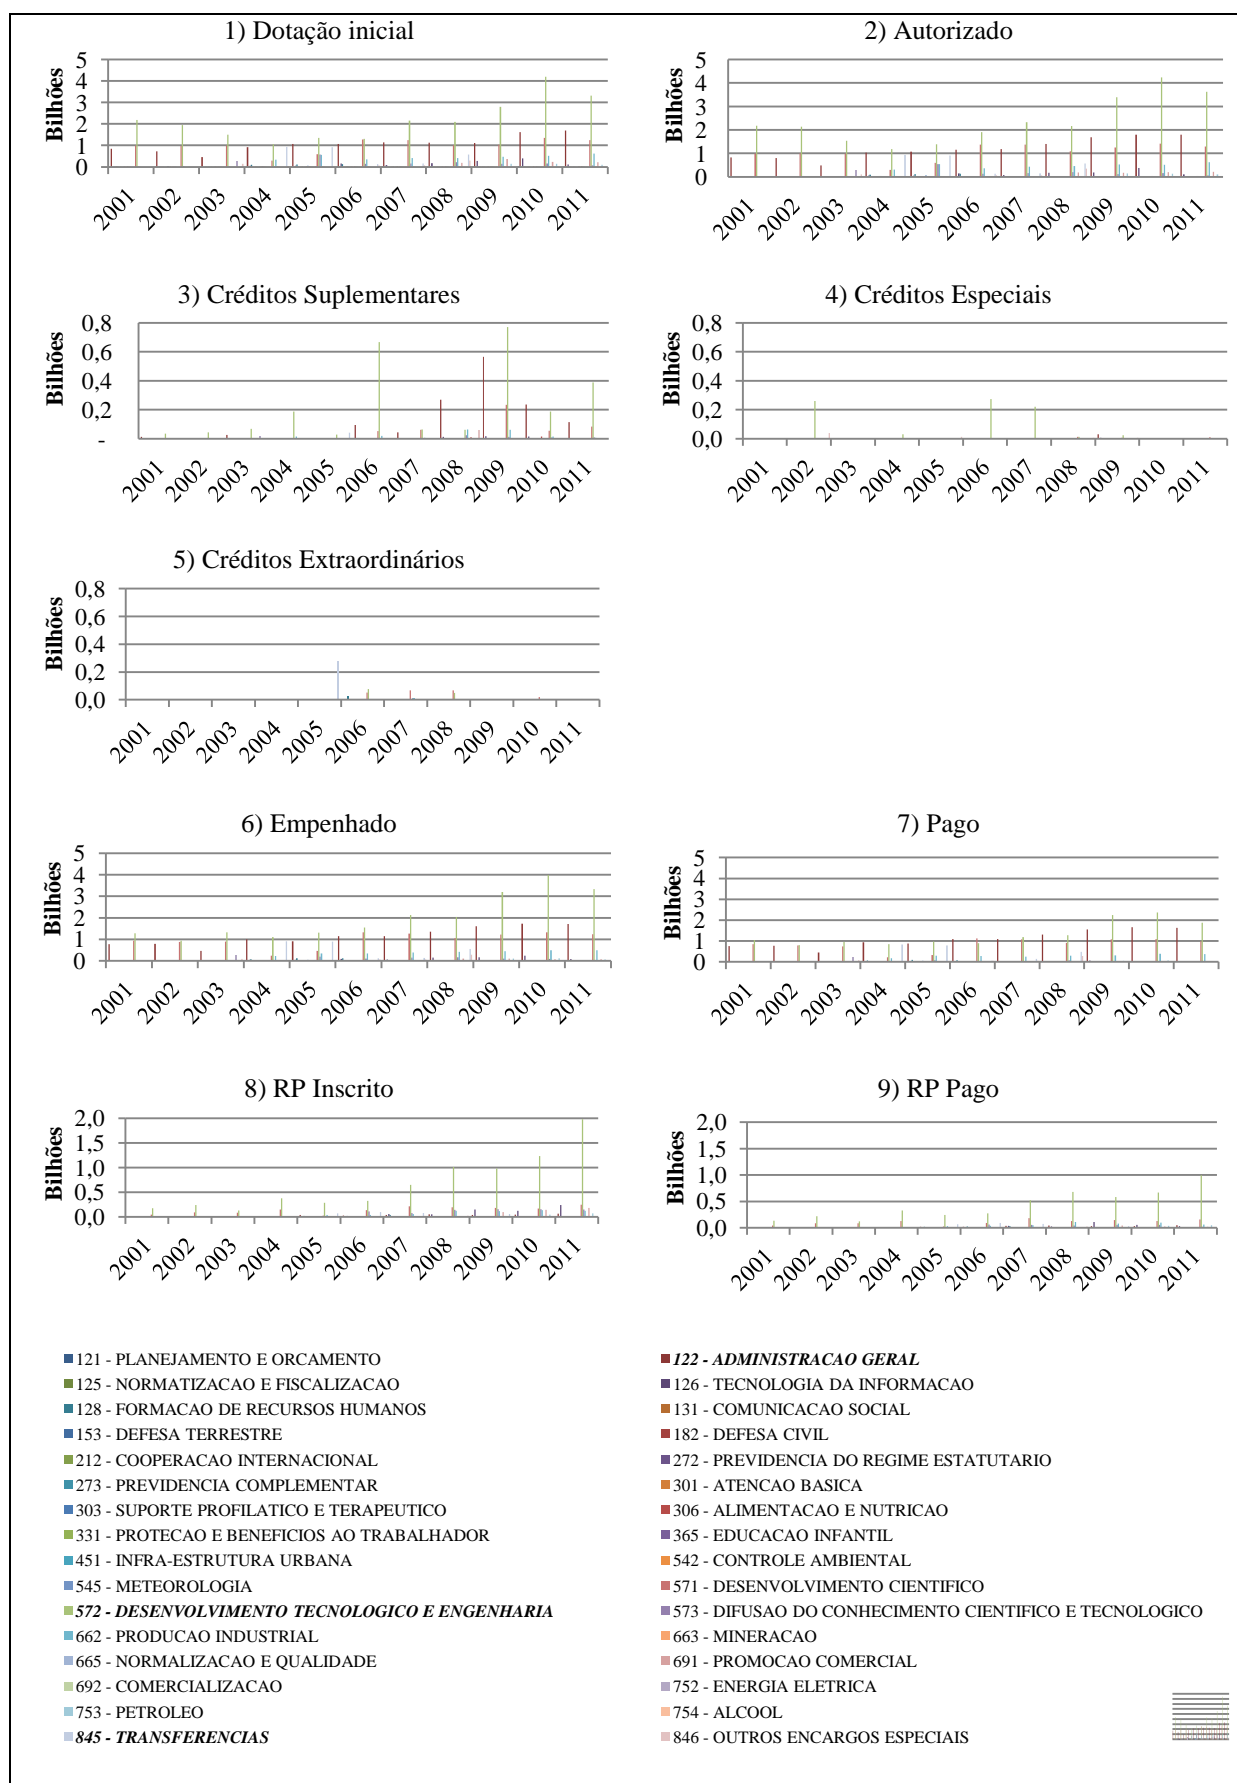 1) Dotação inicial
Bilhões
5
4
3
2
1
0
2001 2002 2003 2004 2005 2006 2007 2008 2009 2010 2011
2) Autorizado
Bilhões
5
4
3
2
1
0
2001 2002 2003 2004 2005 2006 2007 2008 2009 2010 2011
3) Créditos Suplementares
Bilhões
0,8
0,6
0,4
0,2
-
2001 2002 2003 2004 2005 2006 2007 2008 2009 2010 2011
4) Créditos Especiais
Bilhões
0,8
0,6
0,4
0,2
0,0
2001 2002 2003 2004 2005 2006 2007 2008 2009 2010 2011
5) Créditos Extraordinários
Bilhões
0,8
0,6
0,4
0,2
0,0
2001 2002 2003 2004 2005 2006 2007 2008 2009 2010 2011
6) Empenhado
Bilhões
5
4
3
2
1
0
2001 2002 2003 2004 2005 2006 2007 2008 2009 2010 2011
7) Pago
Bilhões
5
4
3
2
1
0
2001 2002 2003 2004 2005 2006 2007 2008 2009 2010 2011
8) RP Inscrito
Bilhões
2,0
1,5
1,0
0,5
0,0
2001 2002 2003 2004 2005 2006 2007 2008 2009 2010 2011
9) RP Pago
Bilhões
2,0
1,5
1,0
0,5
0,0
2001 2002 2003 2004 2005 2006 2007 2008 2009 2010 2011
121 - PLANEJAMENTO E ORCAMENTO
122 - ADMINISTRACAO GERAL
125 - NORMATIZACAO E FISCALIZACAO
126 - TECNOLOGIA DA INFORMACAO
128 - FORMACAO DE RECURSOS HUMANOS
131 - COMUNICACAO SOCIAL
153 - DEFESA TERRESTRE
182 - DEFESA CIVIL
212 - COOPERACAO INTERNACIONAL
272 - PREVIDENCIA DO REGIME ESTATUTARIO
273 - PREVIDENCIA COMPLEMENTAR
301 - ATENCAO BASICA
303 - SUPORTE PROFILATICO E TERAPEUTICO
306 - ALIMENTACAO E NUTRICAO
331 - PROTECAO E BENEFICIOS AO TRABALHADOR
365 - EDUCACAO INFANTIL
451 - INFRA-ESTRUTURA URBANA
542 - CONTROLE AMBIENTAL
545 - METEOROLOGIA
571 - DESENVOLVIMENTO CIENTIFICO
572 - DESENVOLVIMENTO TECNOLOGICO E ENGENHARIA
573 - DIFUSAO DO CONHECIMENTO CIENTIFICO E TECNOLOGICO
662 - PRODUCAO INDUSTRIAL
663 - MINERACAO
665 - NORMALIZACAO E QUALIDADE
691 - PROMOCAO COMERCIAL
692 - COMERCIALIZACAO
752 - ENERGIA ELETRICA
753 - PETROLEO
754 - ALCOOL
845 - TRANSFERENCIAS
846 - OUTROS ENCARGOS ESPECIAIS